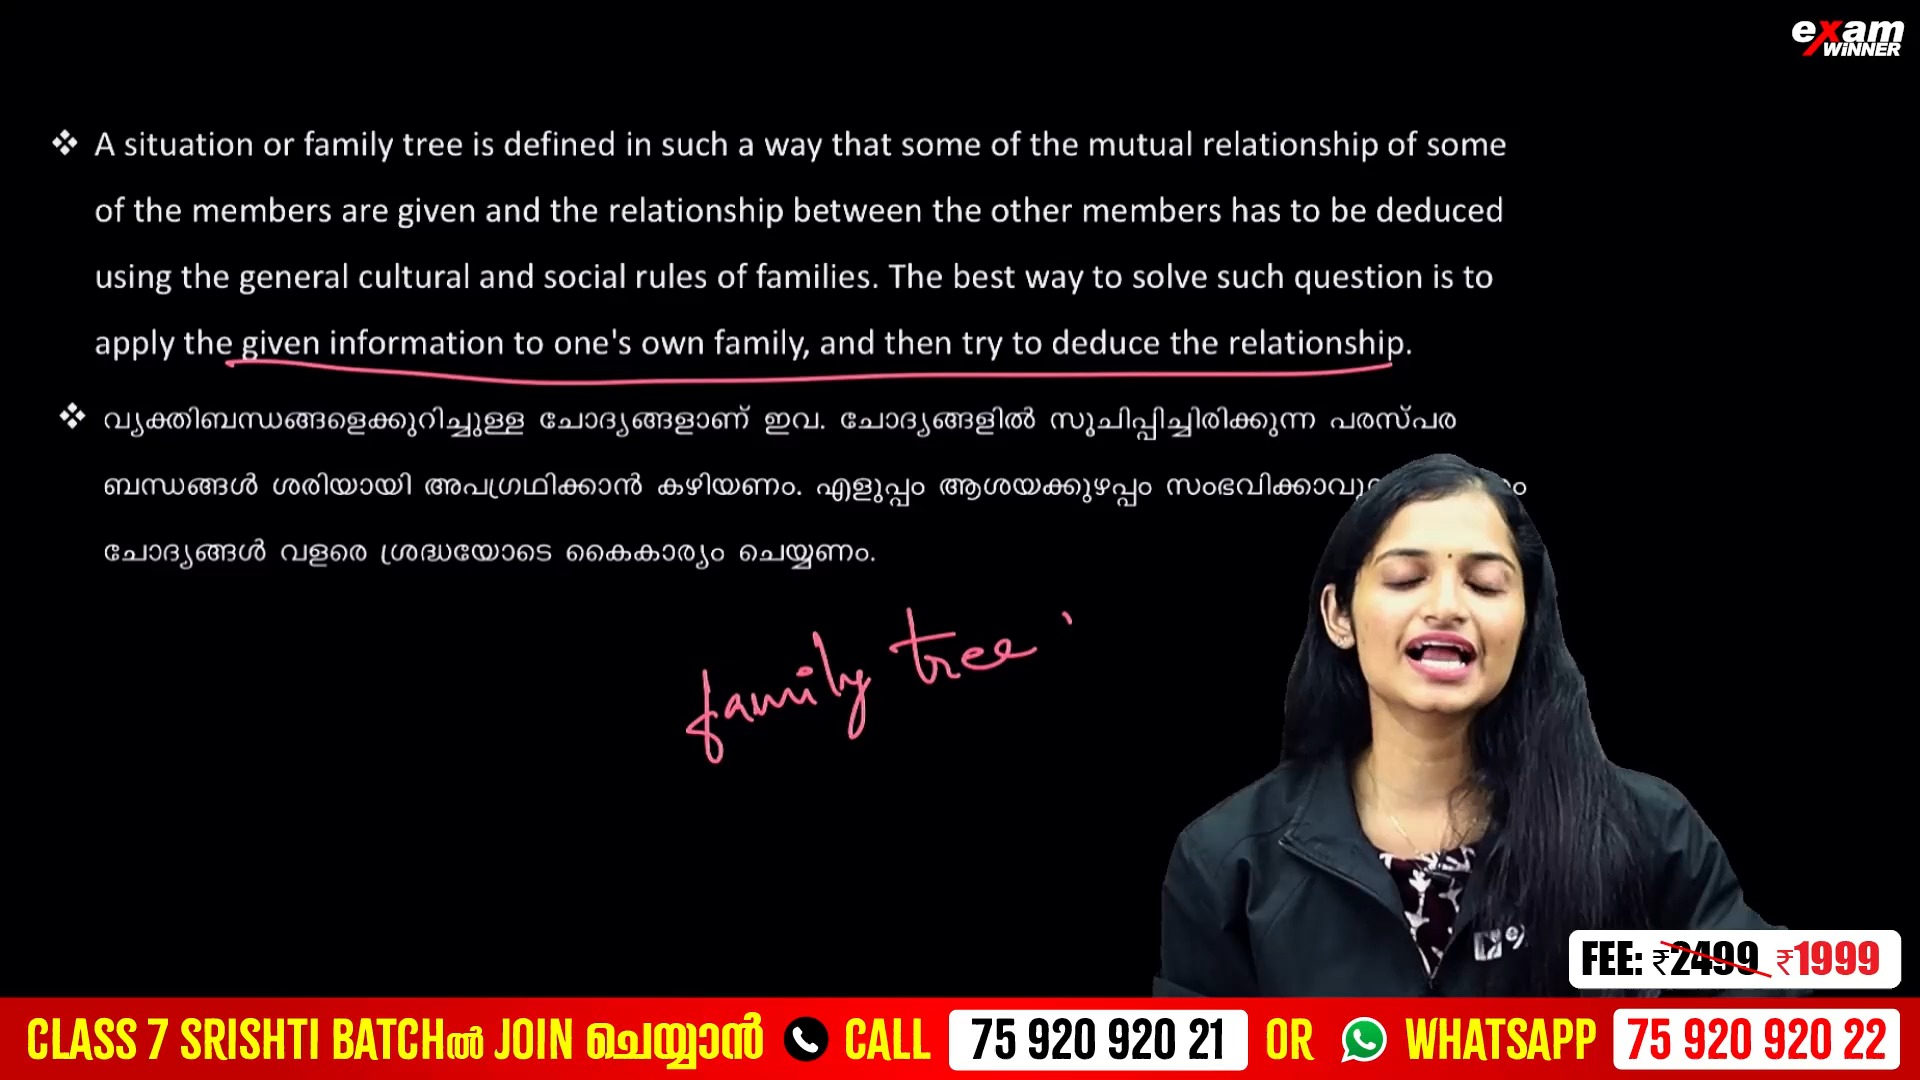 exam
WINNER
❖ A situation or family tree is defined in such a way that some of the mutual relationship of some
of the members are given and the relationship between the other members has to be deduced
using the general cultural and social rules of families. The best way to solve such question is to
apply the given information to one's own family, and then try to deduce the relationship.
❖ വ്യക്തിബന്ധങ്ങളെക്കുറിച്ചുള്ള ചോദ്യങ്ങളാണ് ഇവ. ചോദ്യങ്ങളിൽ സൂചിപ്പിച്ചിരിക്കുന്ന പരസ്പര
ബന്ധങ്ങൾ ശരിയായി അപഗ്രഥിക്കാൻ കഴിയണം. എളുപ്പം ആശയക്കുഴപ്പം
ചോദ്യങ്ങൾ വളരെ ശ്രദ്ധയോടെ കൈകാര്യം ചെയ്യണം.
family tree
FEE: ₹2499 ₹1999
CLASS 7 SRISHTI BATCHൽ JOIN ചെയ്യാൻ CALL 75 920 920 21 OR WHATSAPP 75 920 920 22